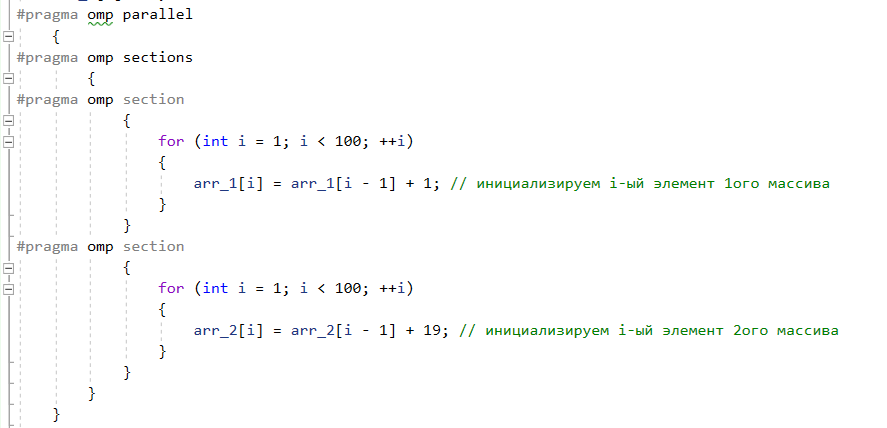 #pragma omp parallel
{
#pragma omp sections
{
#pragma omp section
{
for (int i = 1; i < 100; ++i)
{
arr_1[i] = arr_1[i - 1] + 1; // инициализируем i-ый элемент 1ого массива
}
}
#pragma omp section
{
for (int i = 1; i < 100; ++i)
{
arr_2[i] = arr_2[i - 1] + 19; // инициализируем i-ый элемент 2ого массива
}
}
}
}